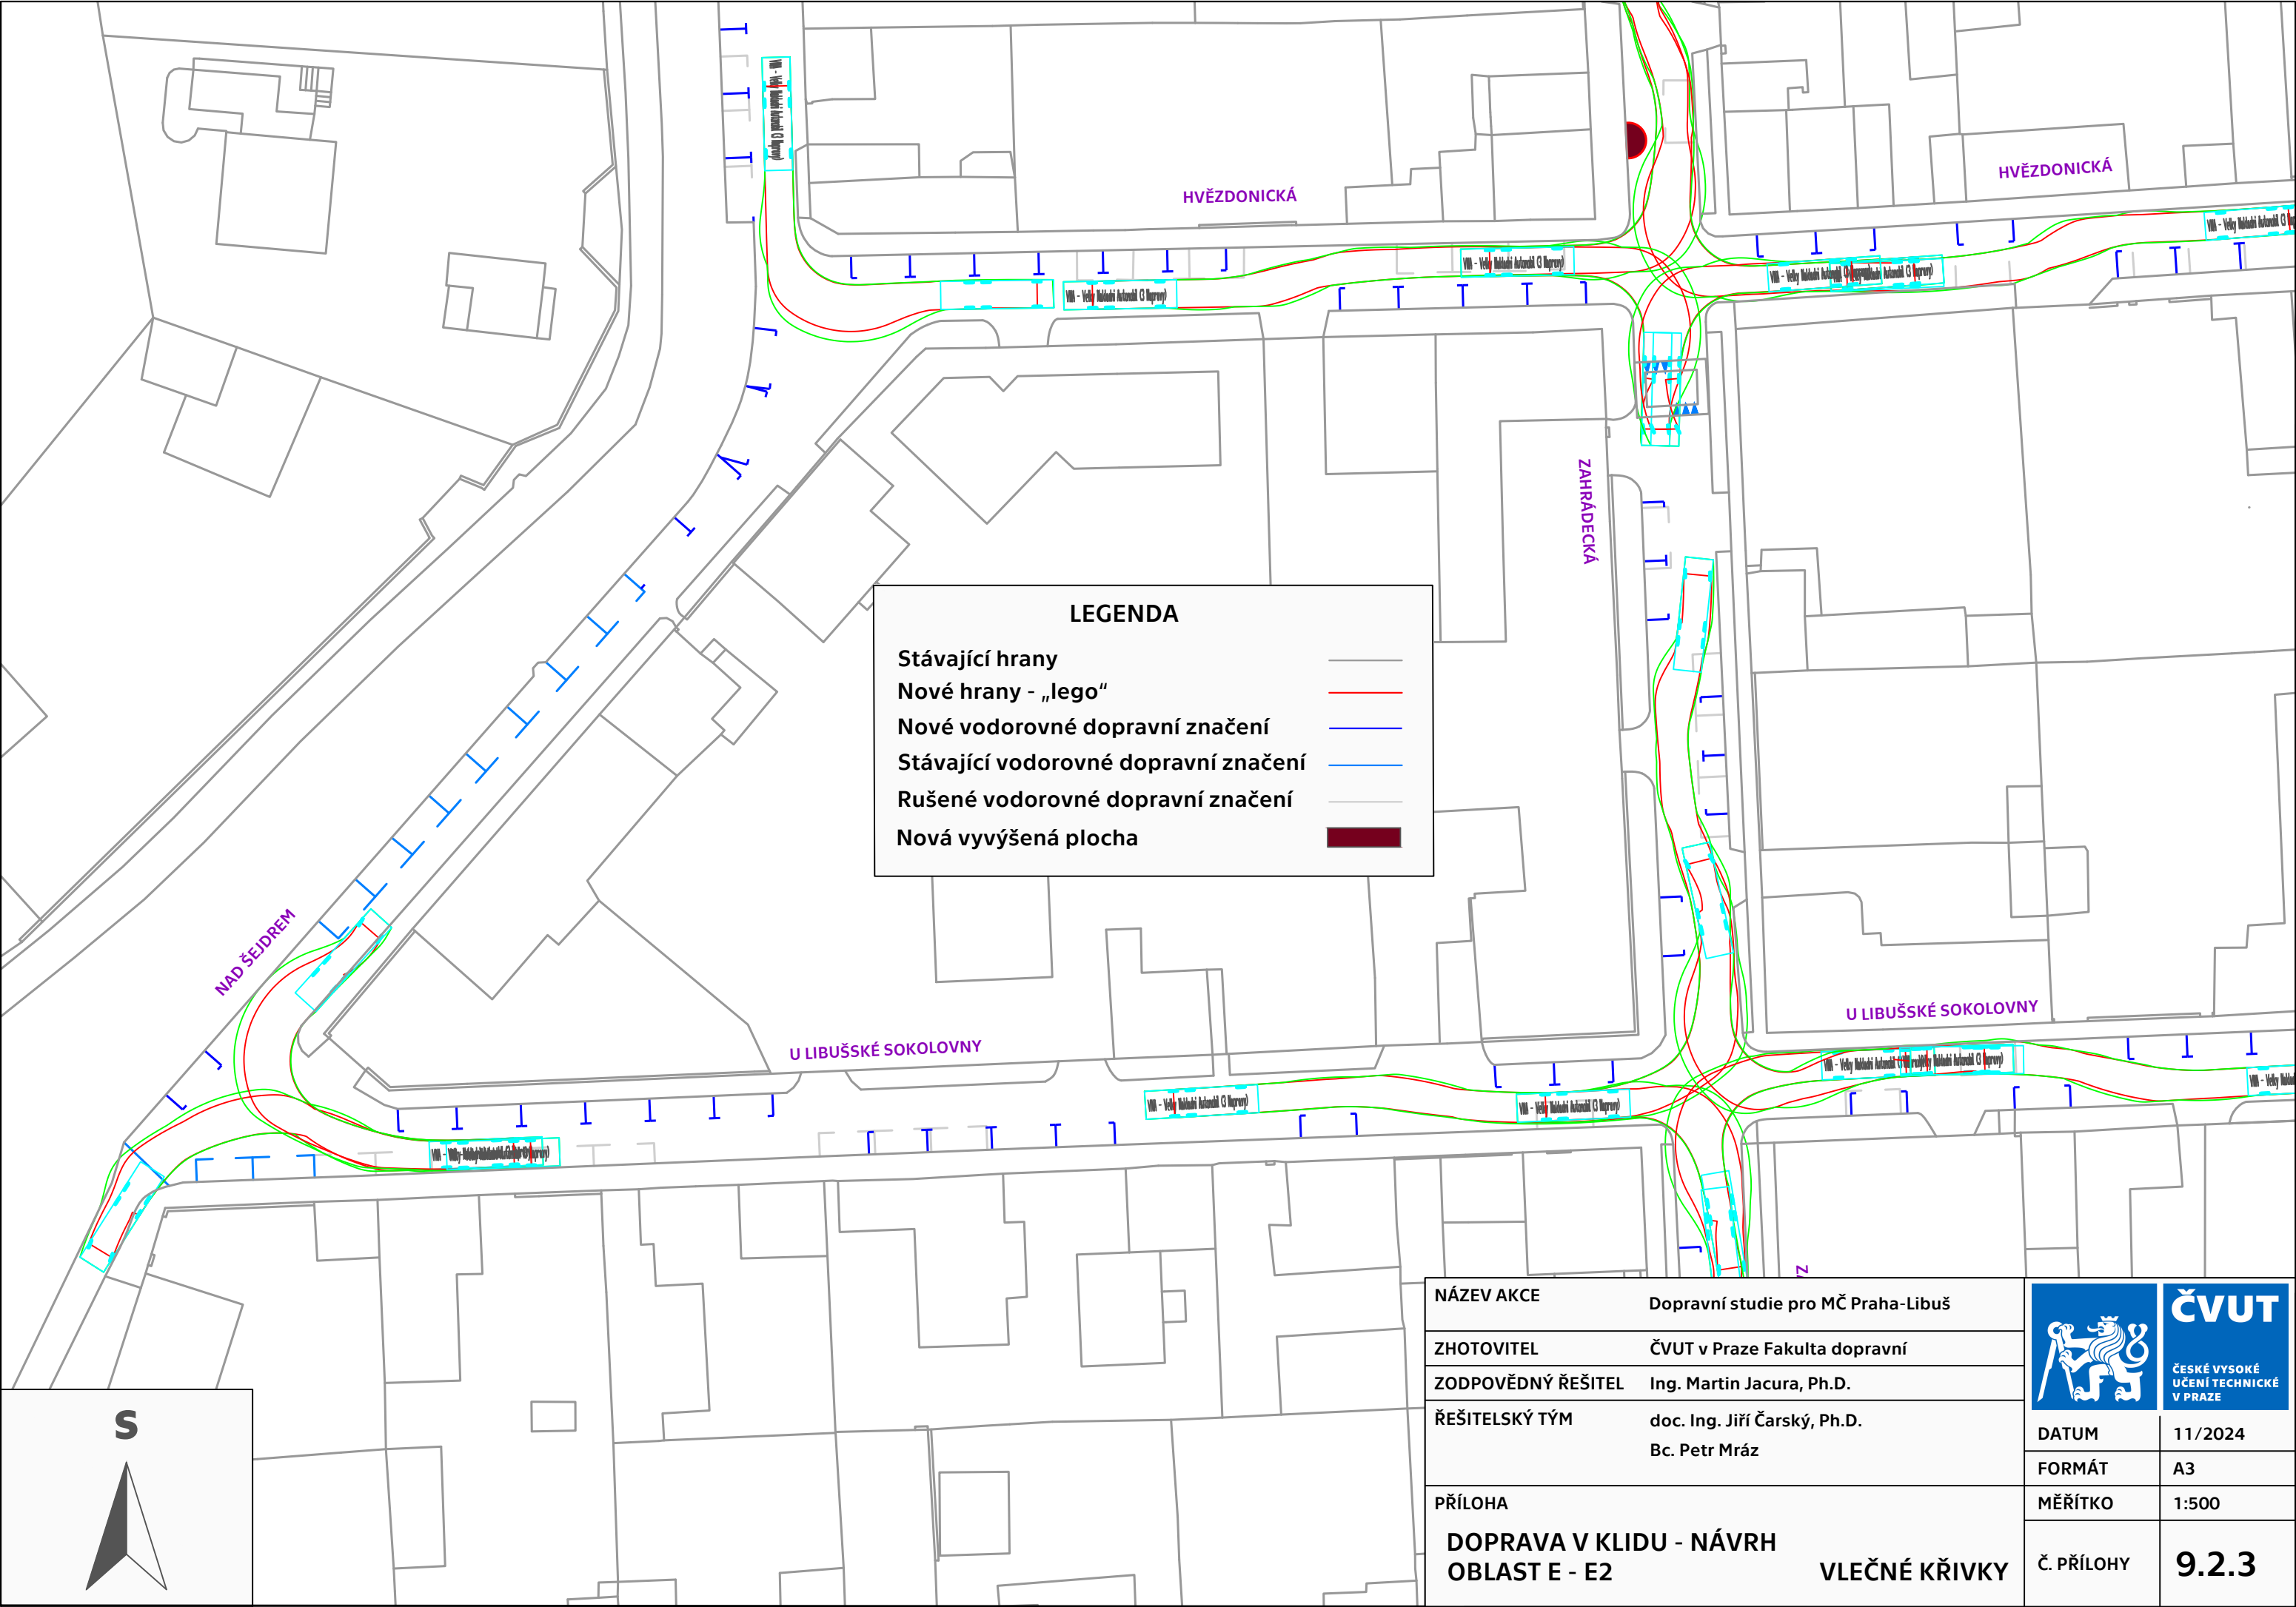 HVĚZDONICKÁ
HVĚZDONICKÁ
ZAHRÁDECKÁ
LEGENDA
Stávající hrany
Nové hrany - „lego“
Nové vodorovné dopravní značení
Stávající vodorovné dopravní značení
Rušené vodorovné dopravní značení
Nová vyvýšená plocha
NAD ŠEJDREM
U LIBUŠSKÉ SOKOLOVNY
U LIBUŠSKÉ SOKOLOVNY
S
NÁZEV AKCE Dopravní studie pro MČ Praha-Libuš
ZHOTOVITEL ČVUT v Praze Fakulta dopravní
ZODPOVĚDNÝ ŘEŠITEL Ing. Martin Jacura, Ph.D.
ŘEŠITELSKÝ TÝM doc. Ing. Jiří Čarský, Ph.D.
Bc. Petr Mráz
PŘÍLOHA
DOPRAVA V KLIDU - NÁVRH
OBLAST E - E2 VLEČNÉ KŘIVKY
ČVUT
ČESKÉ VYSOKÉ
UČENÍ TECHNICKÉ
V PRAZE
DATUM 11/2024
FORMÁT A3
MĚŘÍTKO 1:500
Č. PŘÍLOHY 9.2.3